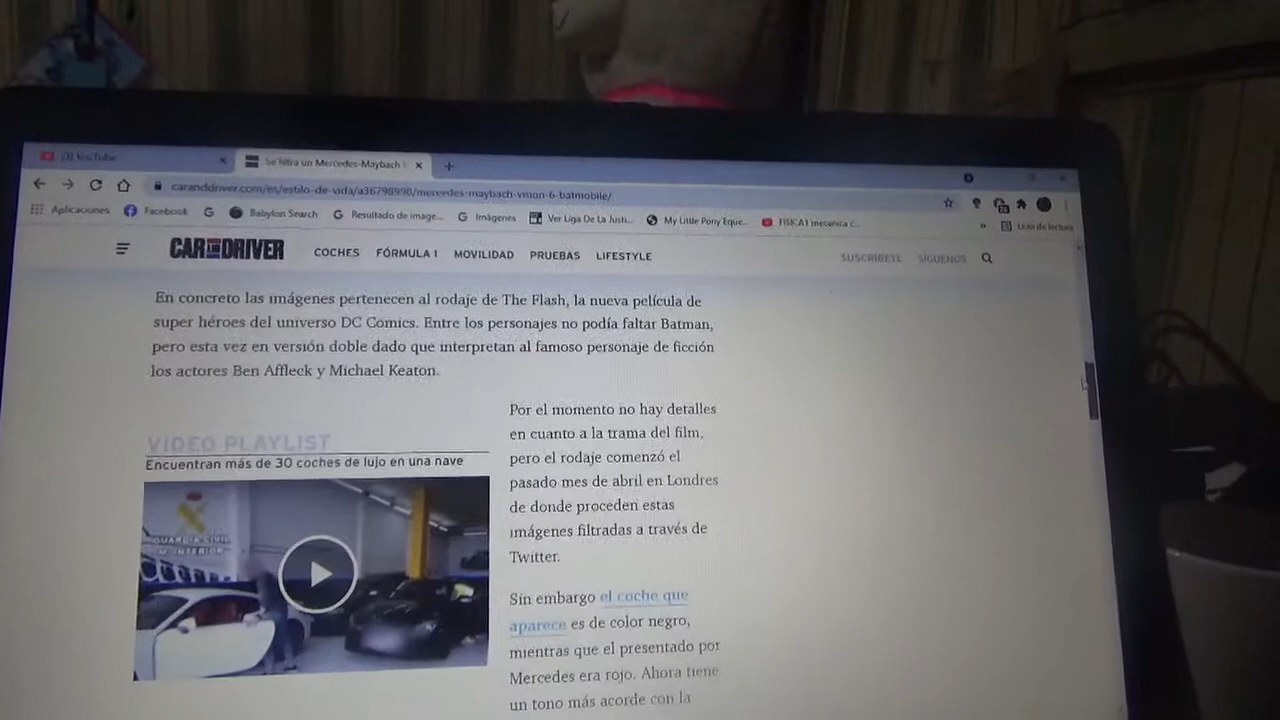 (3) YouTube
Se filtra un Mercedes-Maybach
caranddriver.com/es/estilo-de-vida/a36798990/mercedes-maybach-vision-6-batmobile/
Aplicaciones Facebook Babylon Search Resultado de image... Imágenes Ver Liga De La Justi... My Little Pony Eque... FISICA1 mecanica c... » Lista de lectura
CAR AND DRIVER COCHES FÓRMULA 1 MOVILIDAD PRUEBAS LIFESTYLE SUSCRÍBETE SÍGUENOS
En concreto las imágenes pertenecen al rodaje de The Flash, la nueva película de
super héroes del universo DC Comics. Entre los personajes no podía faltar Batman,
pero esta vez en versión doble dado que interpretan al famoso personaje de ficción
los actores Ben Affleck y Michael Keaton.
VIDEO PLAYLIST
Encuentran más de 30 coches de lujo en una nave
GUARDIA CIVIL
INTERIOR
Por el momento no hay detalles
en cuanto a la trama del film,
pero el rodaje comenzó el
pasado mes de abril en Londres
de donde proceden estas
imágenes filtradas a través de
Twitter.
Sin embargo el coche que
aparece es de color negro,
mientras que el presentado por
Mercedes era rojo. Ahora tiene
un tono más acorde con la